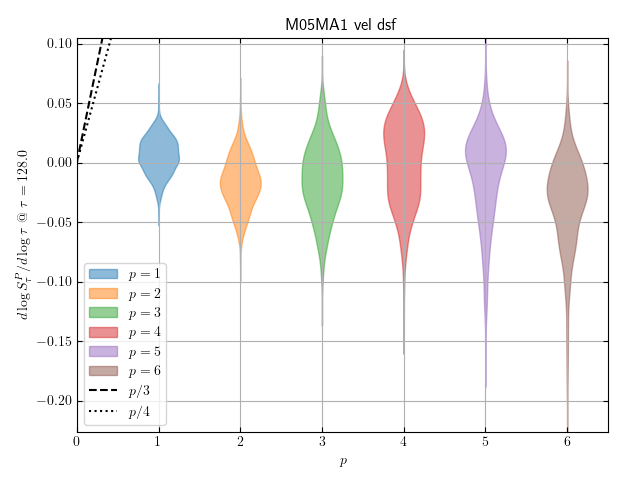 M05MA1 vel dsf
d log S_τ^P / d log τ @ τ = 128.0
0.10
0.05
0.00
−0.05
−0.10
−0.15
−0.20
p = 1
p = 2
p = 3
p = 4
p = 5
p = 6
p/3
p/4
0 1 2 3 4 5 6
p